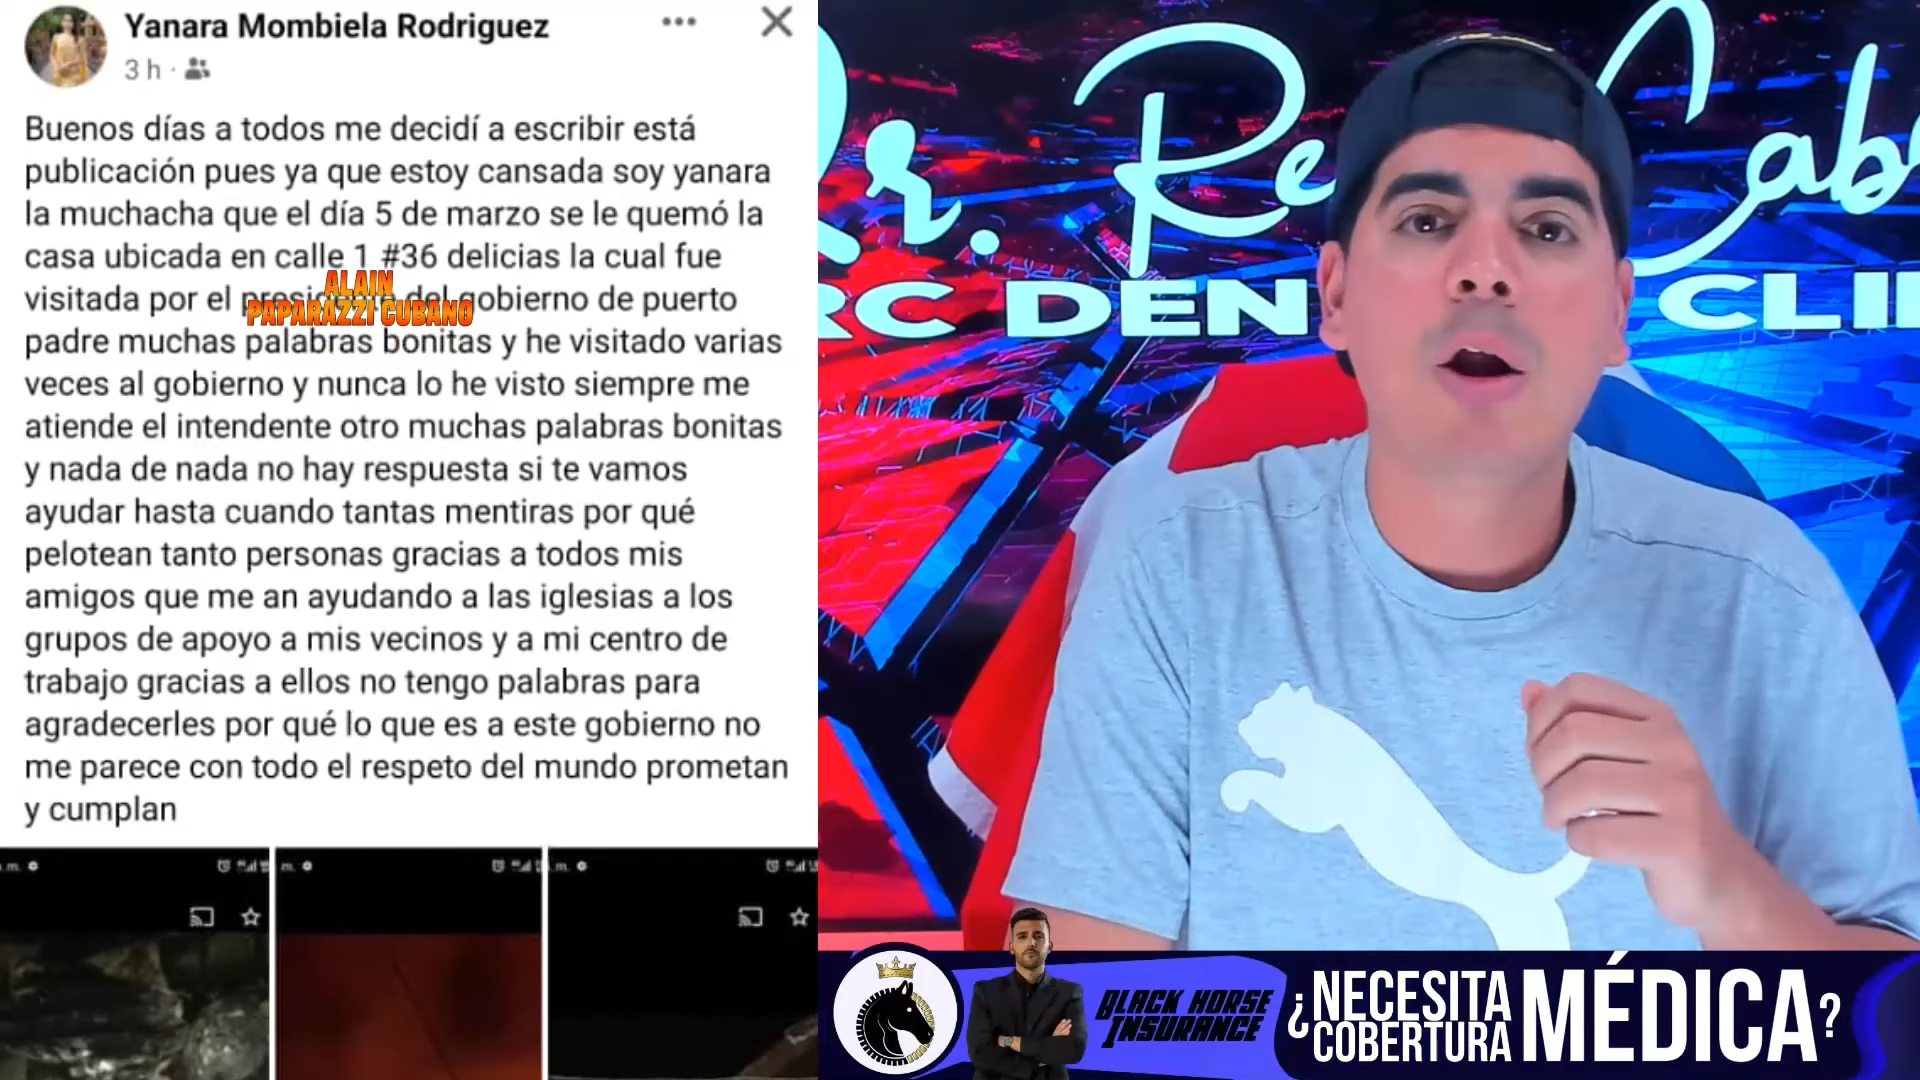 Yanara Mombiela Rodriguez
3 h ·
Buenos días a todos me decidí a escribir está
publicación pues ya que estoy cansada soy yanara
la muchacha que el día 5 de marzo se le quemó la
casa ubicada en calle 1 #36 delicias la cual fue
visitada por el presidente del gobierno de puerto
padre muchas palabras bonitas y he visitado varias
veces al gobierno y nunca lo he visto siempre me
atiende el intendente otro muchas palabras bonitas
y nada de nada no hay respuesta si te vamos
ayudar hasta cuando tantas mentiras por qué
pelotean tanto personas gracias a todos mis
amigos que me an ayudando a las iglesias a los
grupos de apoyo a mis vecinos y a mi centro de
trabajo gracias a ellos no tengo palabras para
agradecerles por qué lo que es a este gobierno no
me parece con todo el respeto del mundo prometan
y cumplan
ALAIN
PAPARAZZI CUBANO
.m.
m.
.m.
Dr. Re Cab
RC DEN CLI
BLACK HORSE
INSURANCE
¿NECESITA
COBERTURA
MÉDICA?